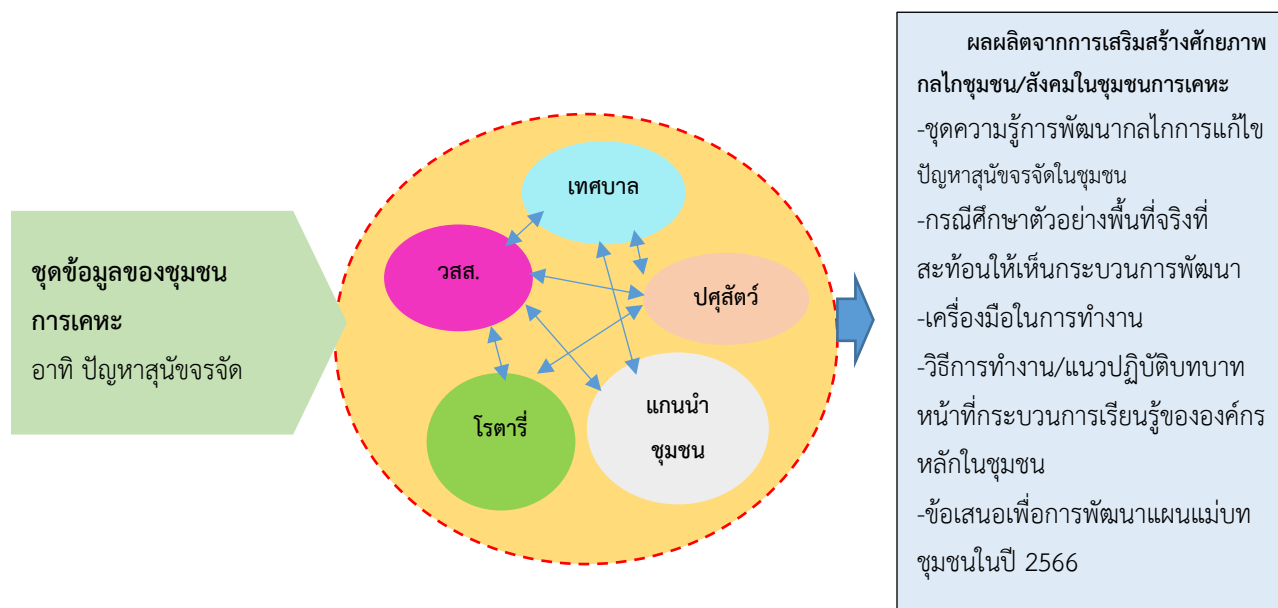 ชุดข้อมูลของชุมชน
การเคหะ
อาทิ ปัญหาสุนัขจรจัด
เทศบาล
วสส.
ปศุสัตว์
โรตารี่
แกนนำ
ชุมชน
ผลผลิตจากการเสริมสร้างศักยภาพ
กลไกชุมชน/สังคมในชุมชนการเคหะ
-ชุดความรู้การพัฒนากลไกการแก้ไข
ปัญหาสุนัขจรจัดในชุมชน
-กรณีศึกษาตัวอย่างพื้นที่จริงที่
สะท้อนให้เห็นกระบวนการพัฒนา
-เครื่องมือในการทำงาน
-วิธีการทำงาน/แนวปฏิบัติบทบาท
หน้าที่กระบวนการเรียนรู้ขององค์กร
หลักในชุมชน
-ข้อเสนอเพื่อการพัฒนาแผนแม่บท
ชุมชนในปี 2566